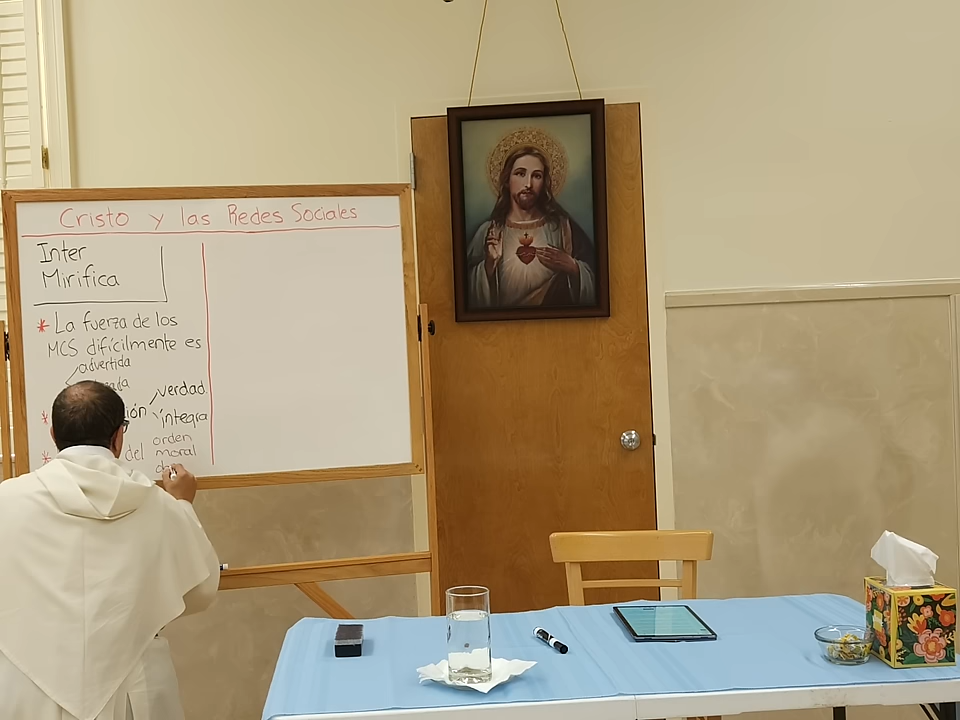 Cristo y las Redes Sociales
Inter
Mirifica
* La fuerza de los
MCS difícilmente es
advertida
verdad
íntegra
orden
del moral